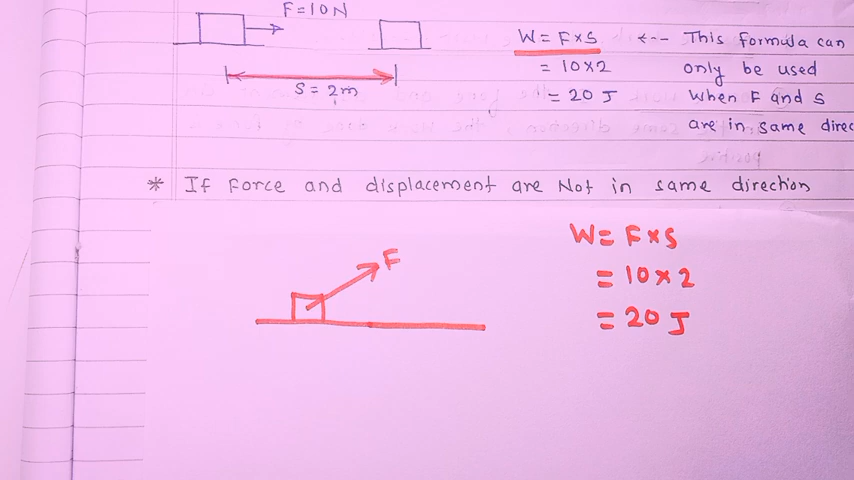 F=10N
S=2m
W=F×S <-- This formula can
=10×2 only be used
=20 J when F and S
are in same direc
* If Force and displacement are Not in same direction
F
W=F×S
=10×2
=20 J